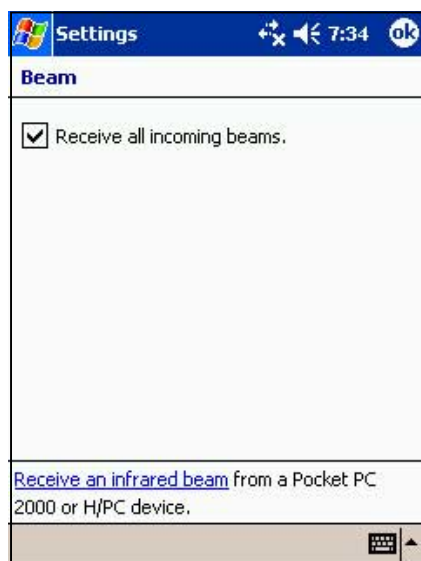 Settings 7:34 ok
Beam
Receive all incoming beams.
Receive an infrared beam from a Pocket PC
2000 or H/PC device.